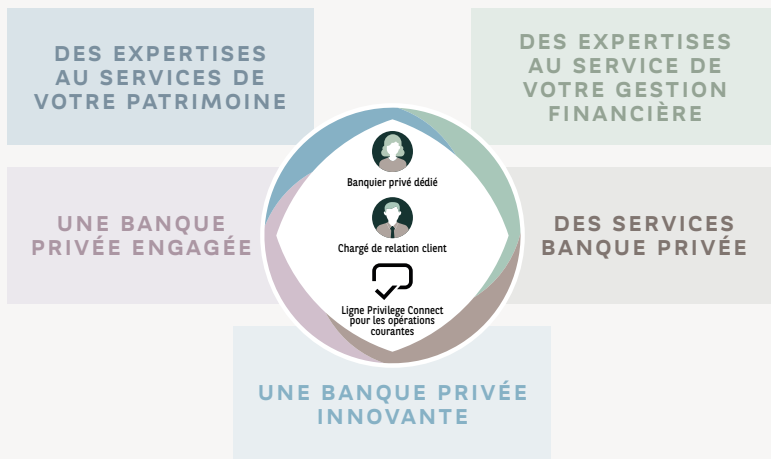 DES EXPERTISES
AU SERVICES DE
VOTRE PATRIMOINE
DES EXPERTISES
AU SERVICE DE
VOTRE GESTION
FINANCIÈRE
UNE BANQUE
PRIVÉE ENGAGÉE
Banquier privé dédié
Chargé de relation client
Ligne Privilege Connect
pour les opérations
courantes
DES SERVICES
BANQUE PRIVÉE
UNE BANQUE PRIVÉE
INNOVANTE